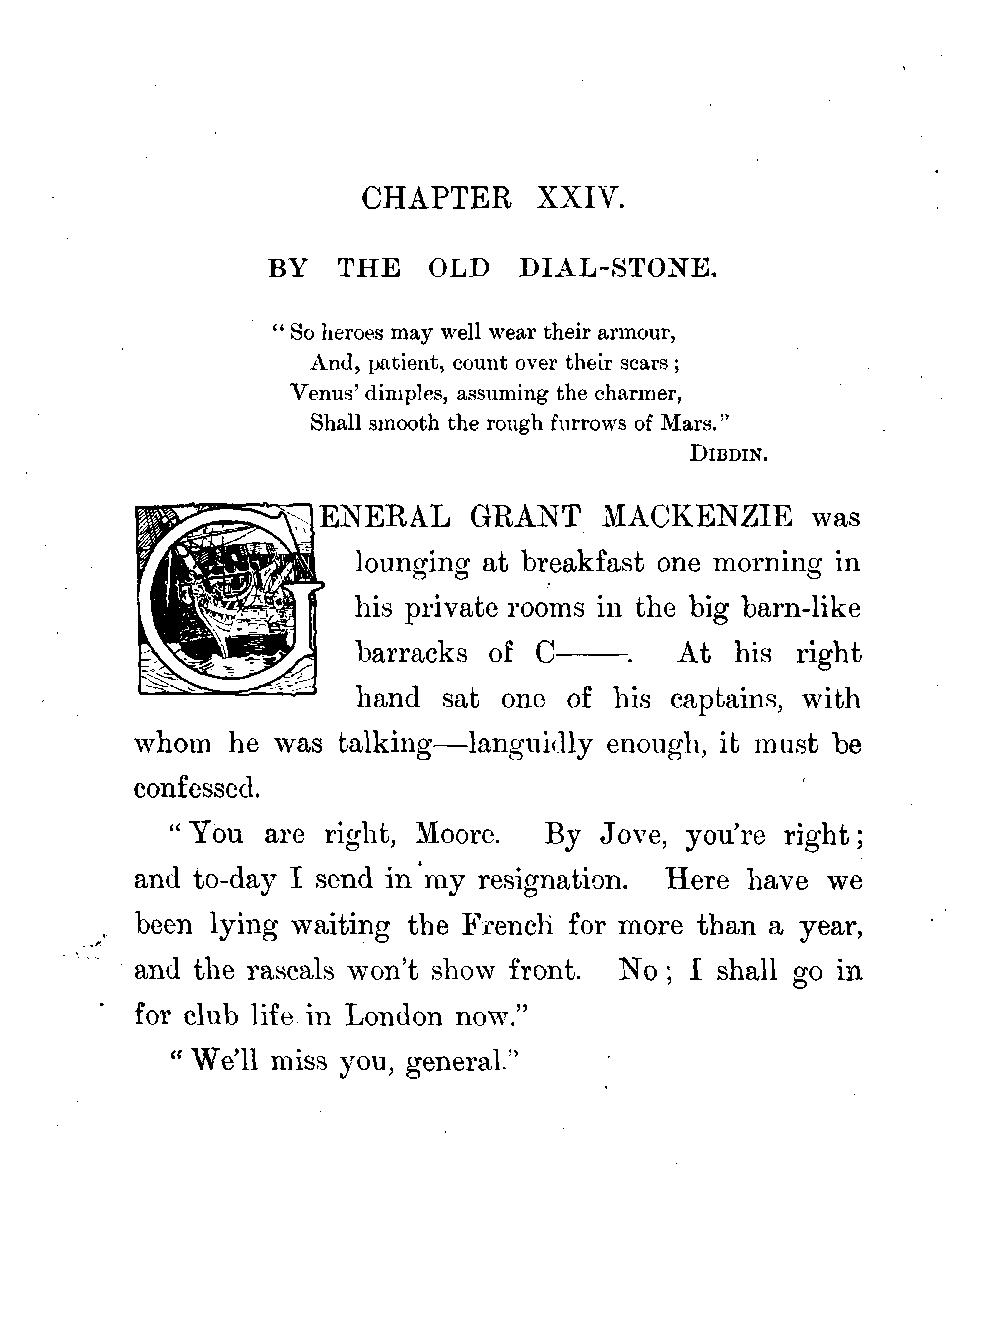 CHAPTER XXIV.
BY THE OLD DIAL-STONE.
“So heroes may well wear their armour,
And, patient, count over their scars;
Venus’ dimples, assuming the charmer,
Shall smooth the rough furrows of Mars.”
DIBDIN.
GENERAL GRANT MACKENZIE was
lounging at breakfast one morning in
his private rooms in the big barn-like
barracks of C——. At his right
hand sat one of his captains, with
whom he was talking—languidly enough, it must be
confessed.
“You are right, Moore. By Jove, you’re right;
and to-day I send in my resignation. Here have we
been lying waiting the French for more than a year,
and the rascals won’t show front. No; I shall go in
for club life in London now.”
“We’ll miss you, general.”